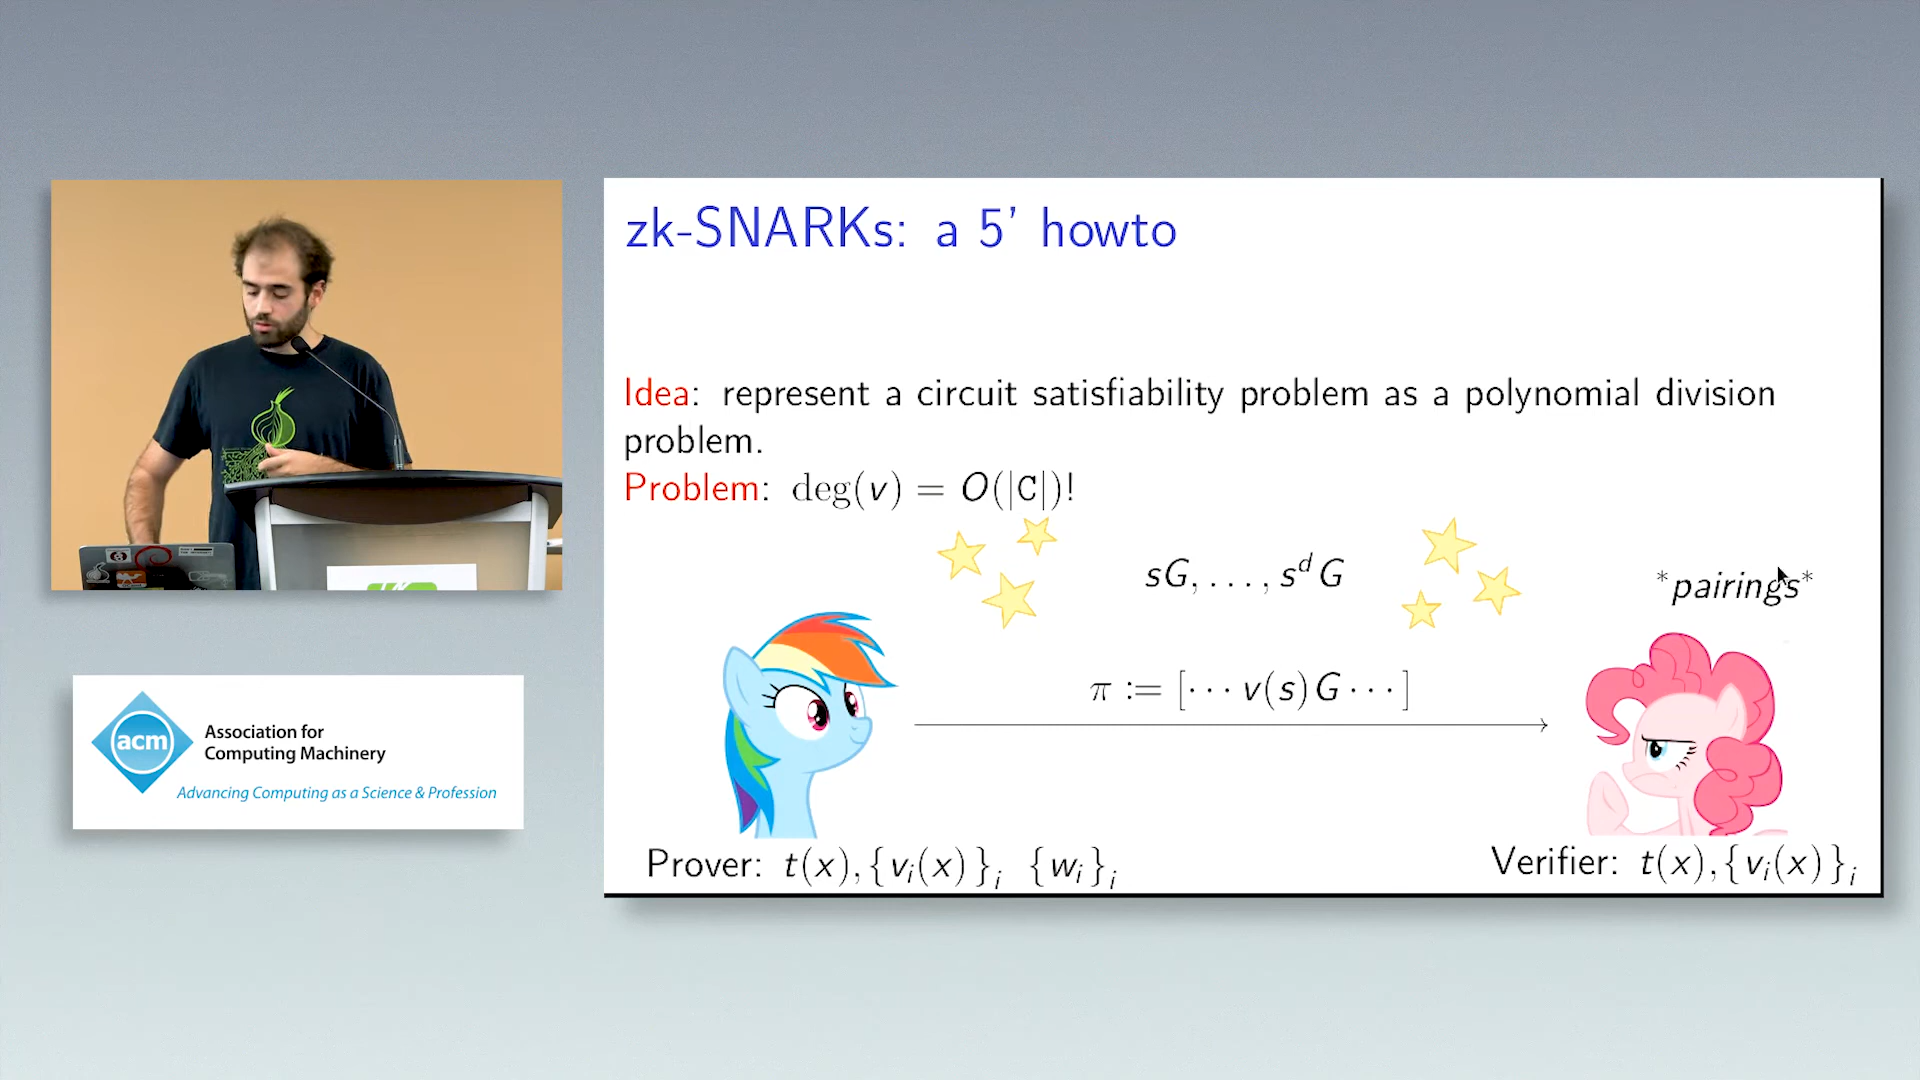 zk-SNARKs: a 5' howto
Idea: represent a circuit satisfiability problem as a polynomial division
problem.
Problem: deg(v) = O(|C|)!
sG, . . . , s^d G
*pairings*
π := [· · · v(s)G · · ·]
Prover: t(x), {v_i(x)}_i {w_i}_i
Verifier: t(x), {v_i(x)}_i
acm
Association for
Computing Machinery
Advancing Computing as a Science & Profession